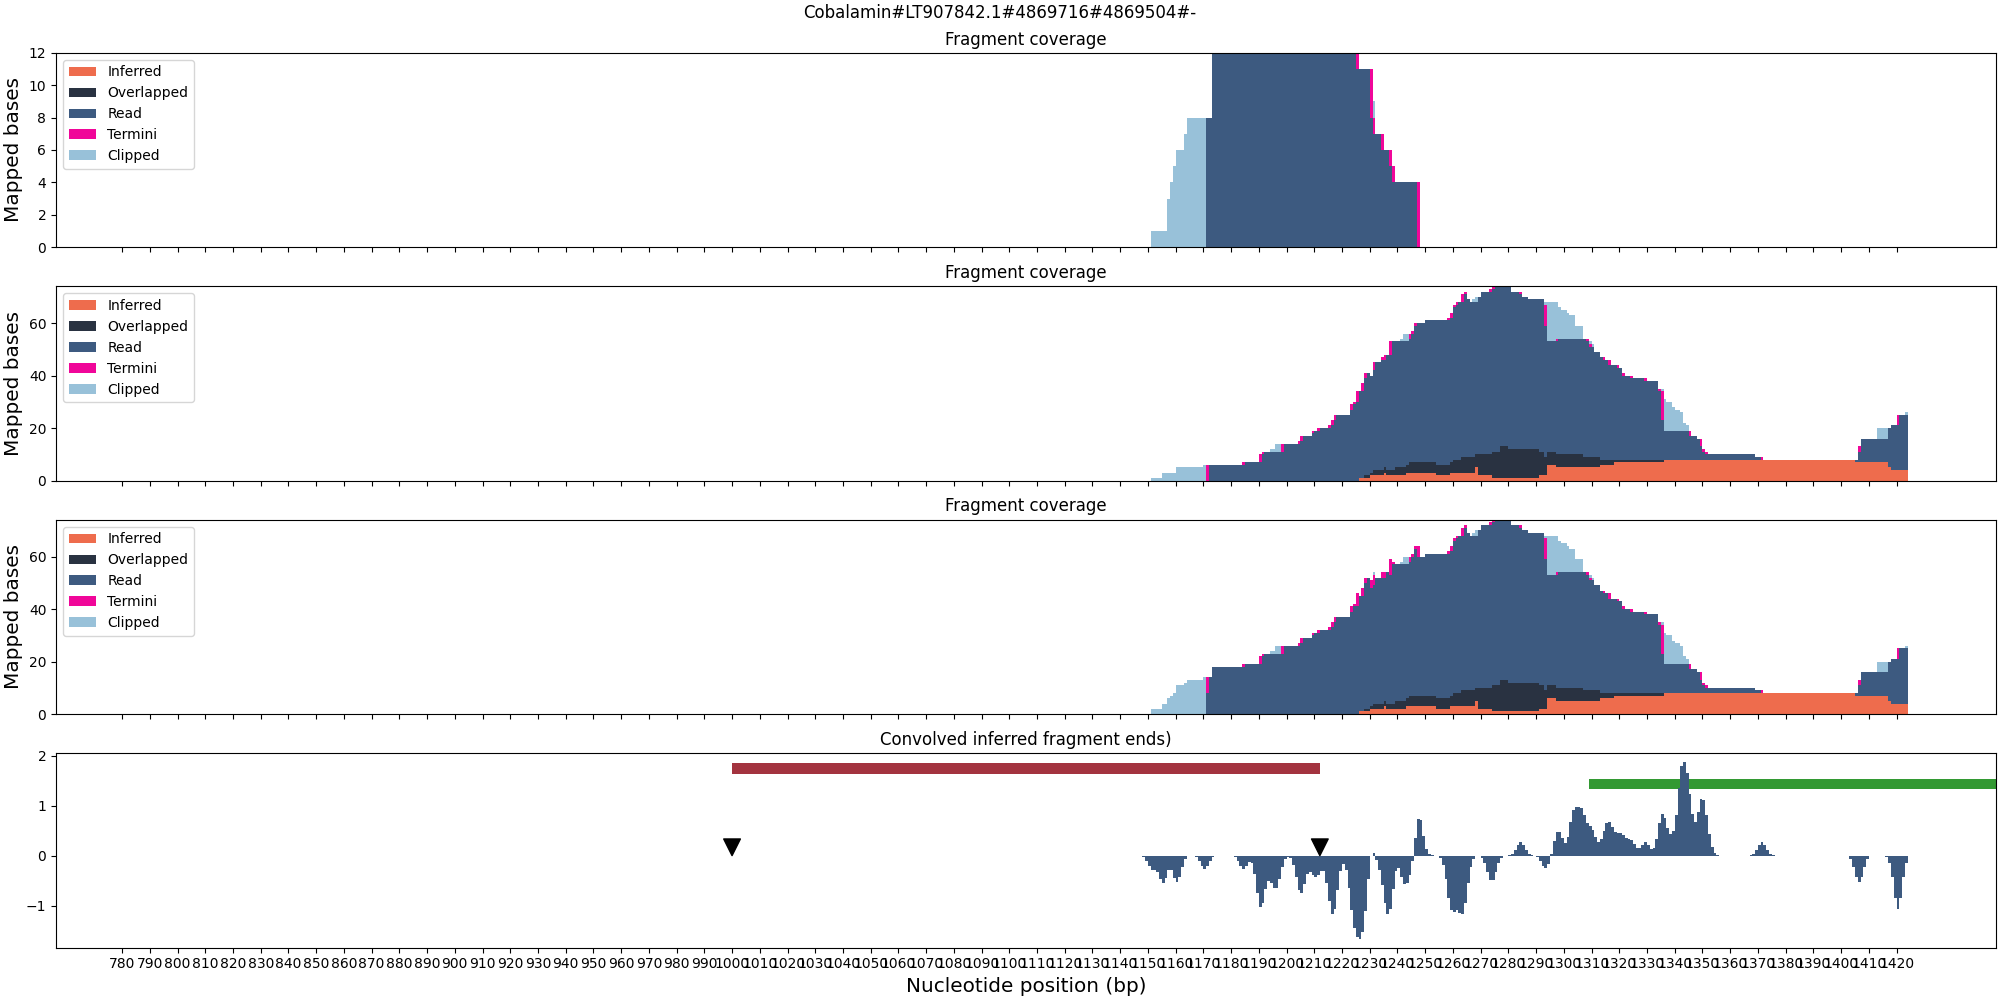 Cobalamin#LT907842.1#4869716#4869504#-
Fragment coverage
Mapped bases
12
10
8
6
4
2
0
Inferred
Overlapped
Read
Termini
Clipped
Fragment coverage
Mapped bases
60
40
20
0
Inferred
Overlapped
Read
Termini
Clipped
Fragment coverage
Mapped bases
60
40
20
0
Inferred
Overlapped
Read
Termini
Clipped
Convolved inferred fragment ends)
2
1
0
−1
780 790 800 810 820 830 840 850 860 870 880 890 900 910 920 930 940 950 960 970 980 990 1000 1010 1020 1030 1040 1050 1060 1070 1080 1090 1100 1110 1120 1130 1140 1150 1160 1170 1180 1190 1200 1210 1220 1230 1240 1250 1260 1270 1280 1290 1300 1310 1320 1330 1340 1350 1360 1370 1380 1390 1400 1410 1420
Nucleotide position (bp)